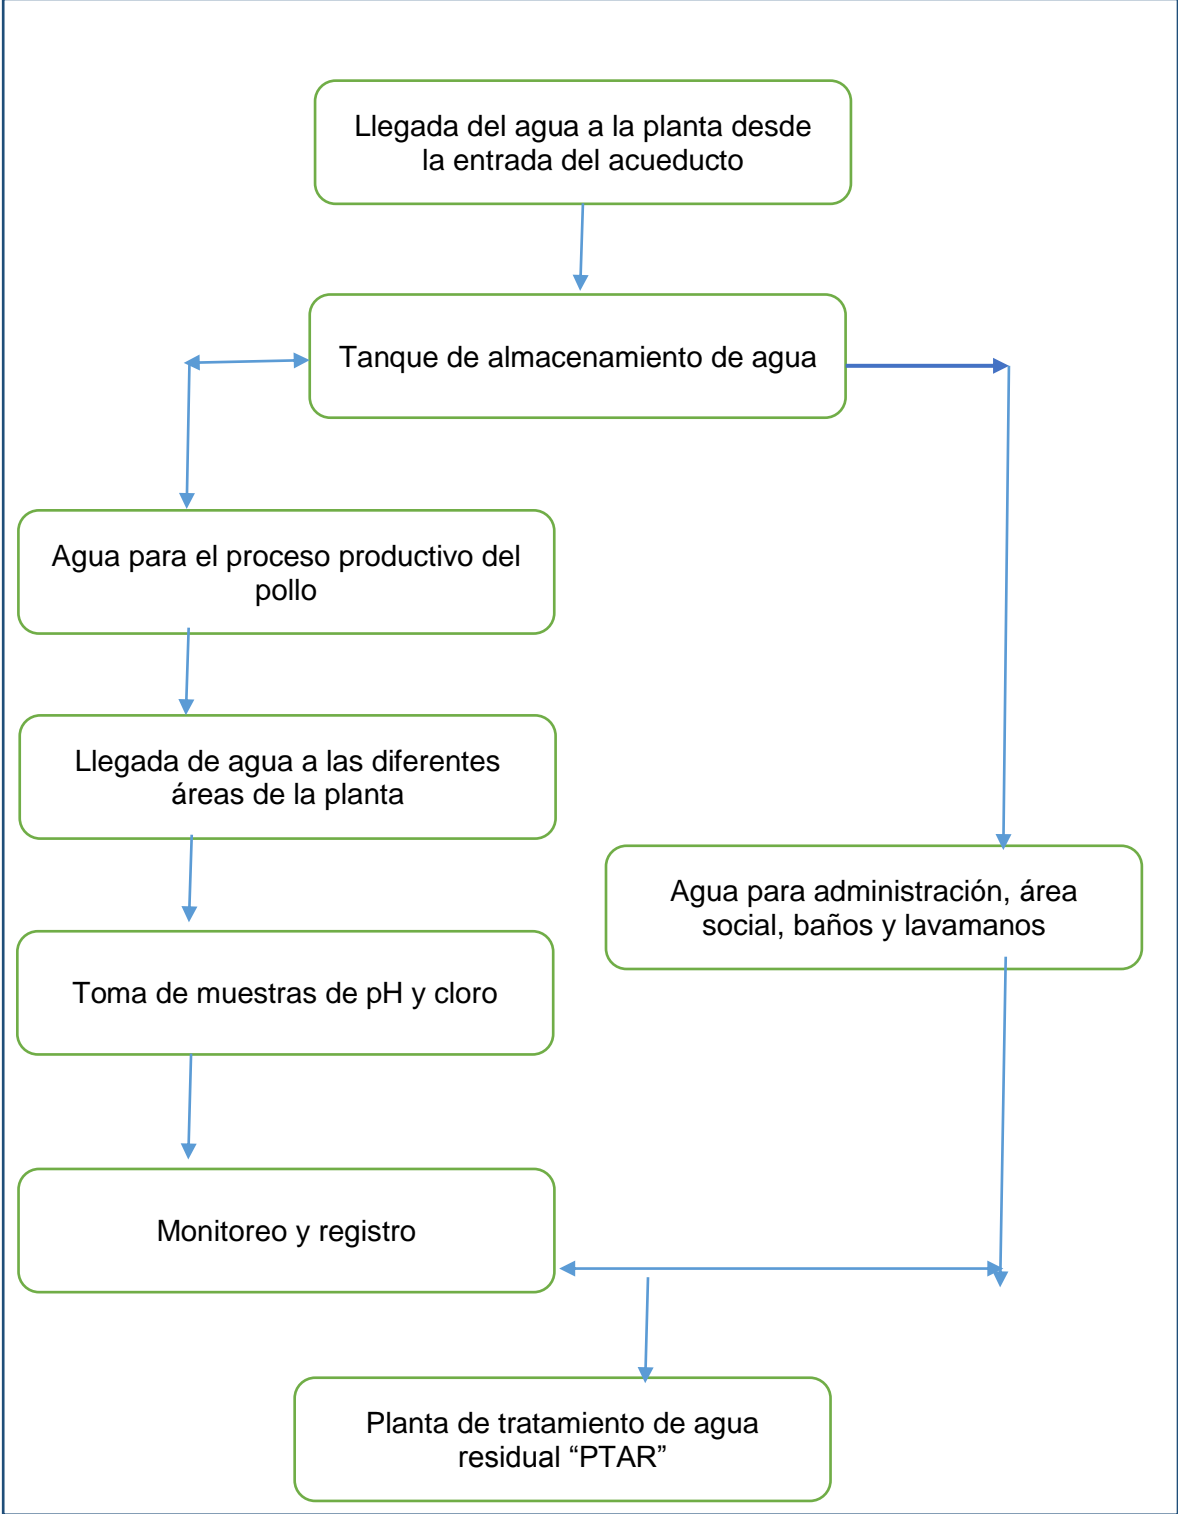 Llegada del agua a la planta desde
la entrada del acueducto
Tanque de almacenamiento de agua
Agua para el proceso productivo del
pollo
Llegada de agua a las diferentes
áreas de la planta
Agua para administración, área
social, baños y lavamanos
Toma de muestras de pH y cloro
Monitoreo y registro
Planta de tratamiento de agua
residual “PTAR”